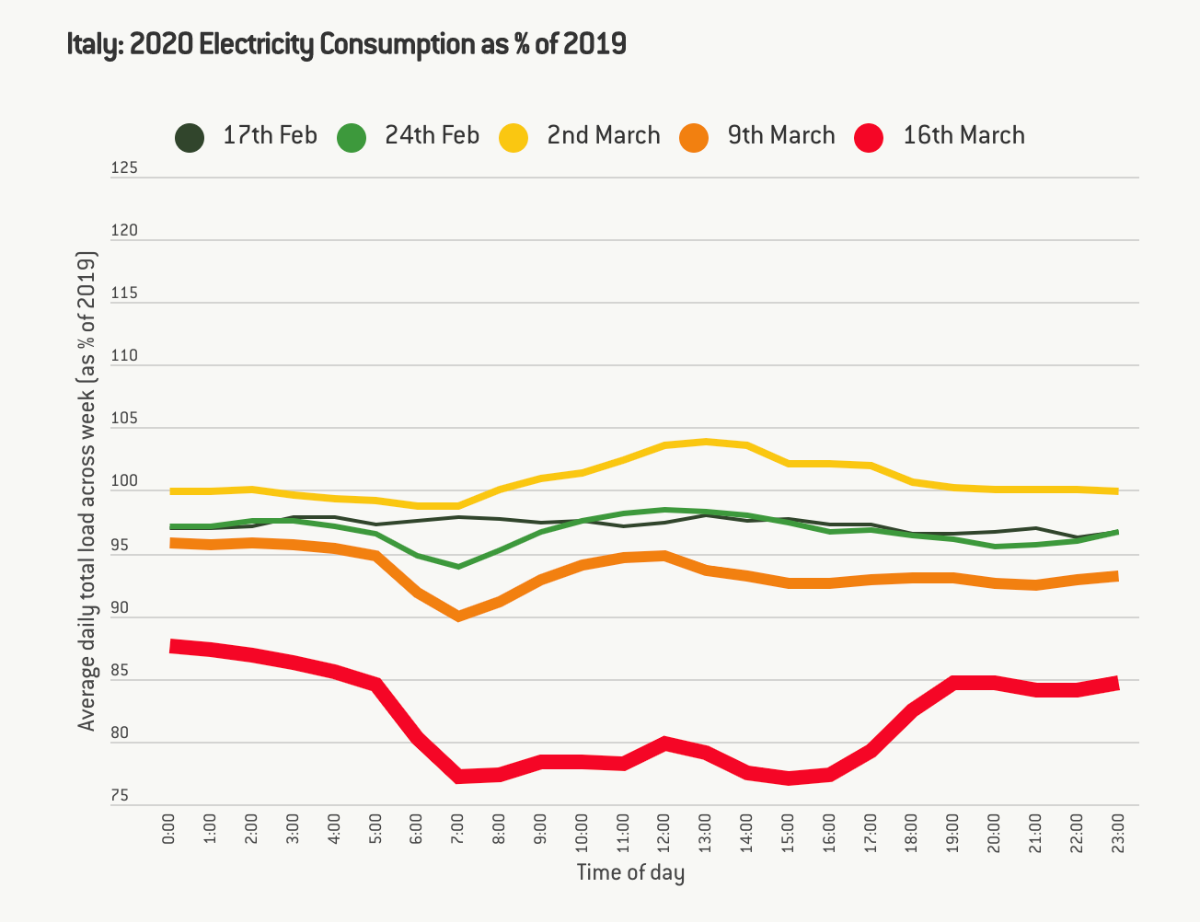 Italy: 2020 Electricity Consumption as % of 2019
17th Feb 24th Feb 2nd March 9th March 16th March
Average daily total load across week (as % of 2019)
125
120
115
110
105
100
95
90
85
80
75
0:00 1:00 2:00 3:00 4:00 5:00 6:00 7:00 8:00 9:00 10:00 11:00 12:00 13:00 14:00 15:00 16:00 17:00 18:00 19:00 20:00 21:00 22:00 23:00
Time of day